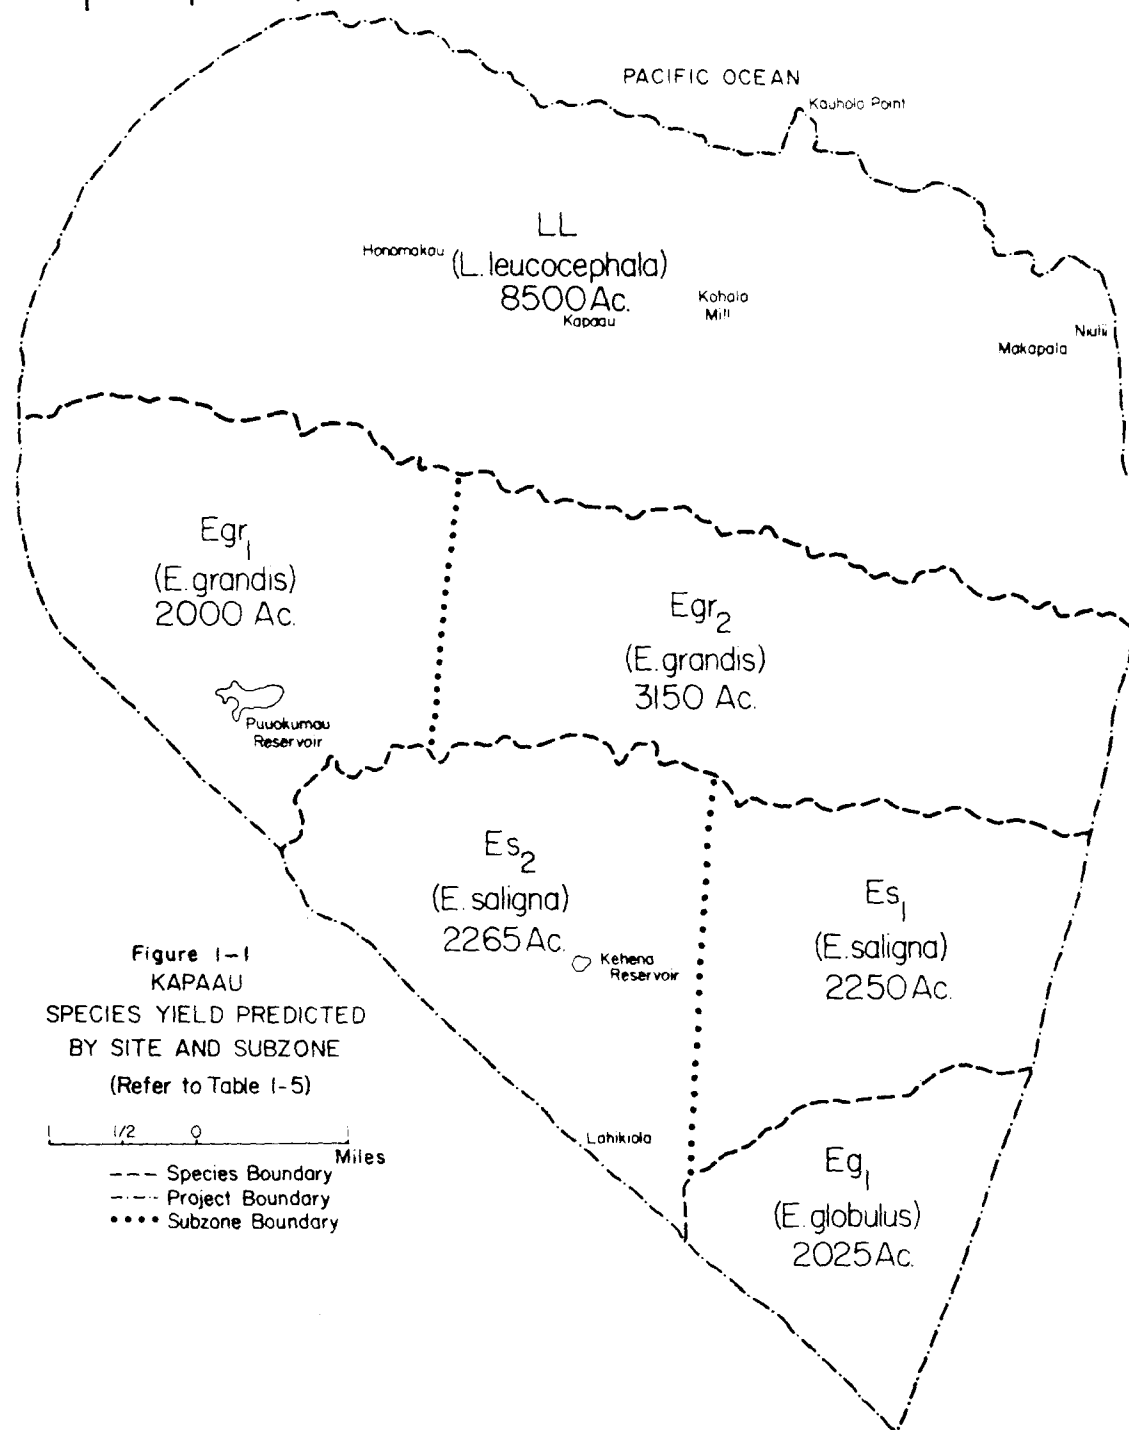 PACIFIC OCEAN
Kauhola Point
LL
Honomakau
(L. leucocephala)
8500 Ac.
Kapaau
Kohala
Mill
Niulii
Makapala
Egr1
(E. grandis)
2000 Ac.
Egr2
(E. grandis)
3150 Ac.
Puuokumau
Reservoir
Es2
(E. saligna)
2265 Ac.
Kehena
Reservoir
Es1
(E. saligna)
2250 Ac.
Figure 1-1
KAPAAU
SPECIES YIELD PREDICTED
BY SITE AND SUBZONE
(Refer to Table 1-5)
1 1/2 0 1
Miles
Species Boundary
Project Boundary
Subzone Boundary
Lahikiola
Eg1
(E. globulus)
2025 Ac.